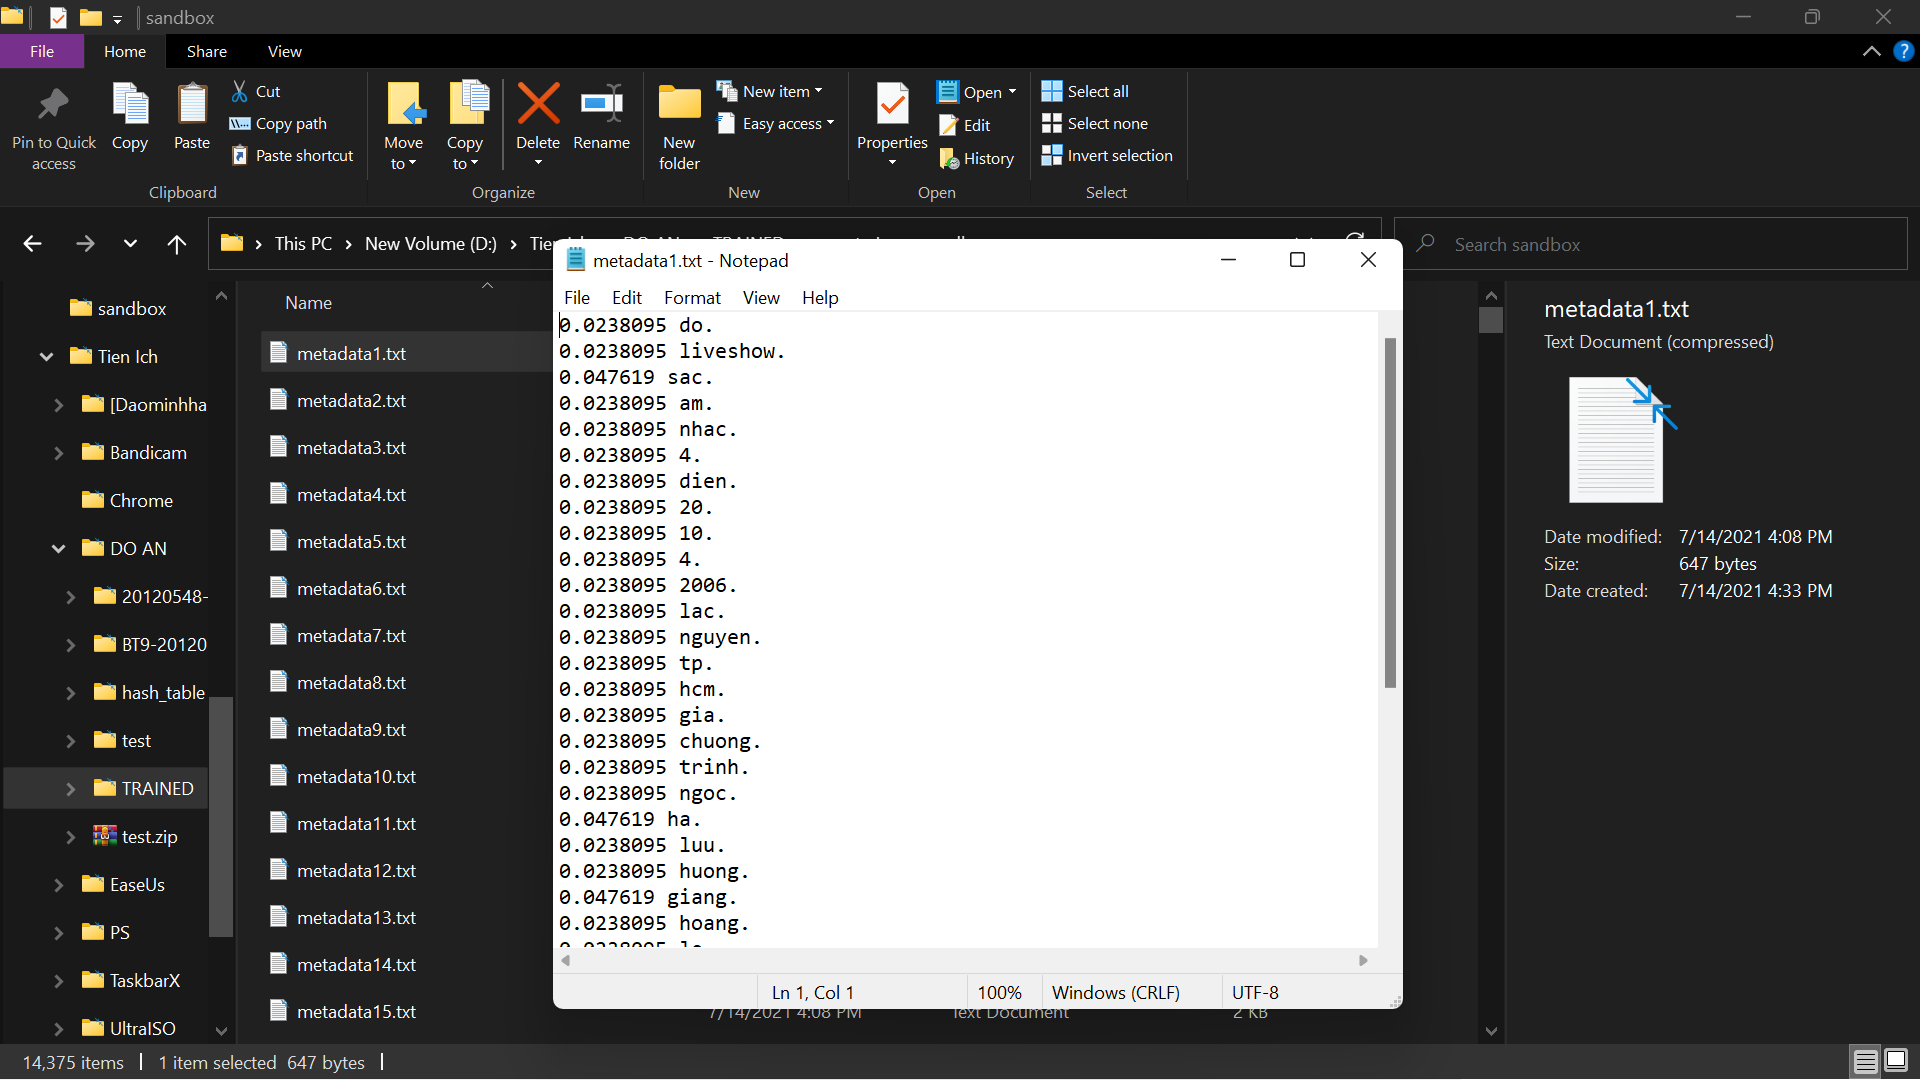 sandbox
File Home Share View
Pin to Quick access
Copy
Paste
Cut
Copy path
Paste shortcut
Clipboard
Move to
Copy to
Delete
Rename
Organize
New folder
New item
Easy access
New
Properties
Open
Edit
History
Open
Select all
Select none
Invert selection
Select
This PC > New Volume (D:) > Tie
Search sandbox
sandbox
Tien Ich
[Daominhha
Bandicam
Chrome
DO AN
20120548-
BT9-20120
hash_table
test
TRAINED
test.zip
EaseUs
PS
TaskbarX
UltraISO
Name
metadata1.txt
metadata2.txt
metadata3.txt
metadata4.txt
metadata5.txt
metadata6.txt
metadata7.txt
metadata8.txt
metadata9.txt
metadata10.txt
metadata11.txt
metadata12.txt
metadata13.txt
metadata14.txt
metadata15.txt
metadata1.txt - Notepad
File Edit Format View Help
0.0238095 do.
0.0238095 liveshow.
0.047619 sac.
0.0238095 am.
0.0238095 nhac.
0.0238095 4.
0.0238095 dien.
0.0238095 20.
0.0238095 10.
0.0238095 4.
0.0238095 2006.
0.0238095 lac.
0.0238095 nguyen.
0.0238095 tp.
0.0238095 hcm.
0.0238095 gia.
0.0238095 chuong.
0.0238095 trinh.
0.0238095 ngoc.
0.047619 ha.
0.0238095 luu.
0.0238095 huong.
0.047619 giang.
0.0238095 hoang.
Ln 1, Col 1 100% Windows (CRLF) UTF-8
7/14/2021 4:08 PM Text Document 2 KB
metadata1.txt
Text Document (compressed)
Date modified: 7/14/2021 4:08 PM
Size: 647 bytes
Date created: 7/14/2021 4:33 PM
14,375 items 1 item selected 647 bytes